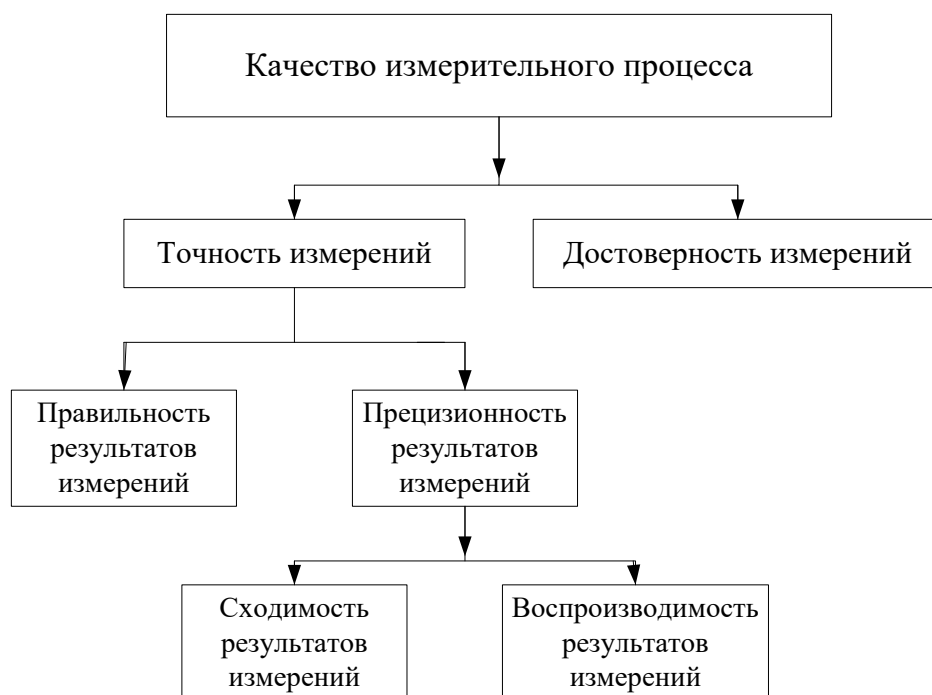 Качество измерительного процесса
Точность измерений
Достоверность измерений
Правильность
результатов
измерений
Прецизионность
результатов
измерений
Сходимость
результатов
измерений
Воспроизводимость
результатов
измерений